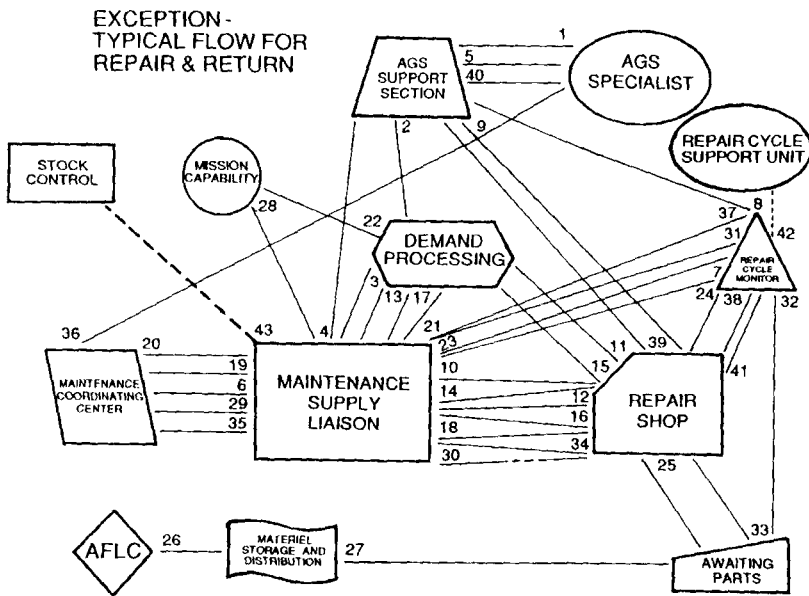 EXCEPTION -
TYPICAL FLOW FOR
REPAIR & RETURN
1
AGS
SUPPORT
SECTION
5
40
AGS
SPECIALIST
2
9
REPAIR CYCLE
SUPPORT UNIT
STOCK
CONTROL
MISSION
CAPABILITY
28
22
DEMAND
PROCESSING
8
37
31
42
7
REPAIR
CYCLE
MONITOR
3
13
17
24
38
32
36
20
43
4
21
23
11
39
19
10
15
41
MAINTENANCE
COORDINATING
CENTER
6
MAINTENANCE
SUPPLY
LIAISON
14
12
REPAIR
SHOP
29
16
35
18
34
30
25
33
AFLC
26
MATERIEL
STORAGE AND
DISTRIBUTION
27
AWAITING
PARTS